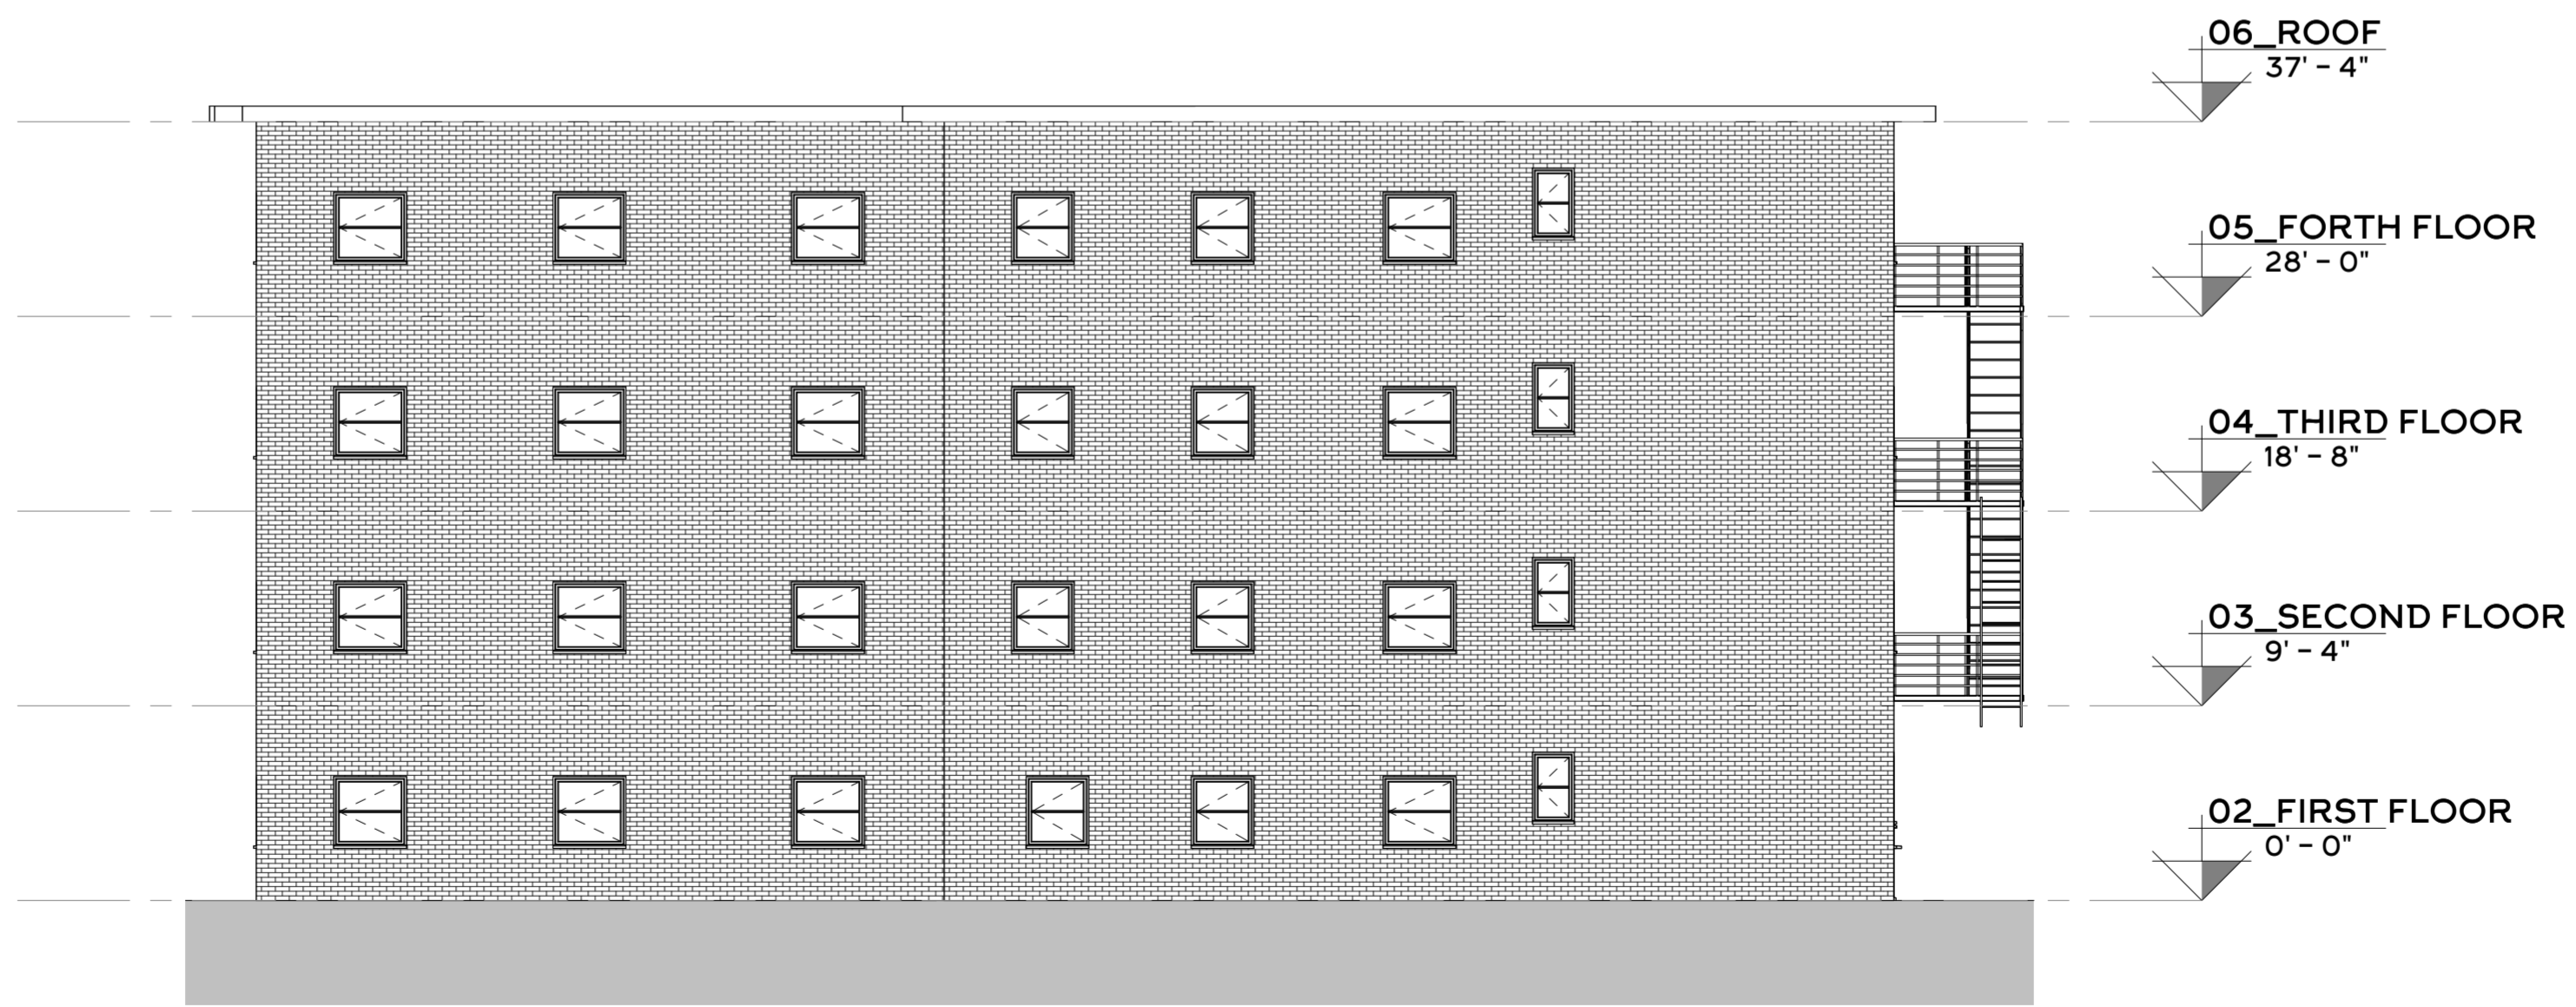 06_ROOF
37' – 4"
05_FORTH FLOOR
28' – 0"
04_THIRD FLOOR
18' – 8"
03_SECOND FLOOR
9' – 4"
02_FIRST FLOOR
0' – 0"